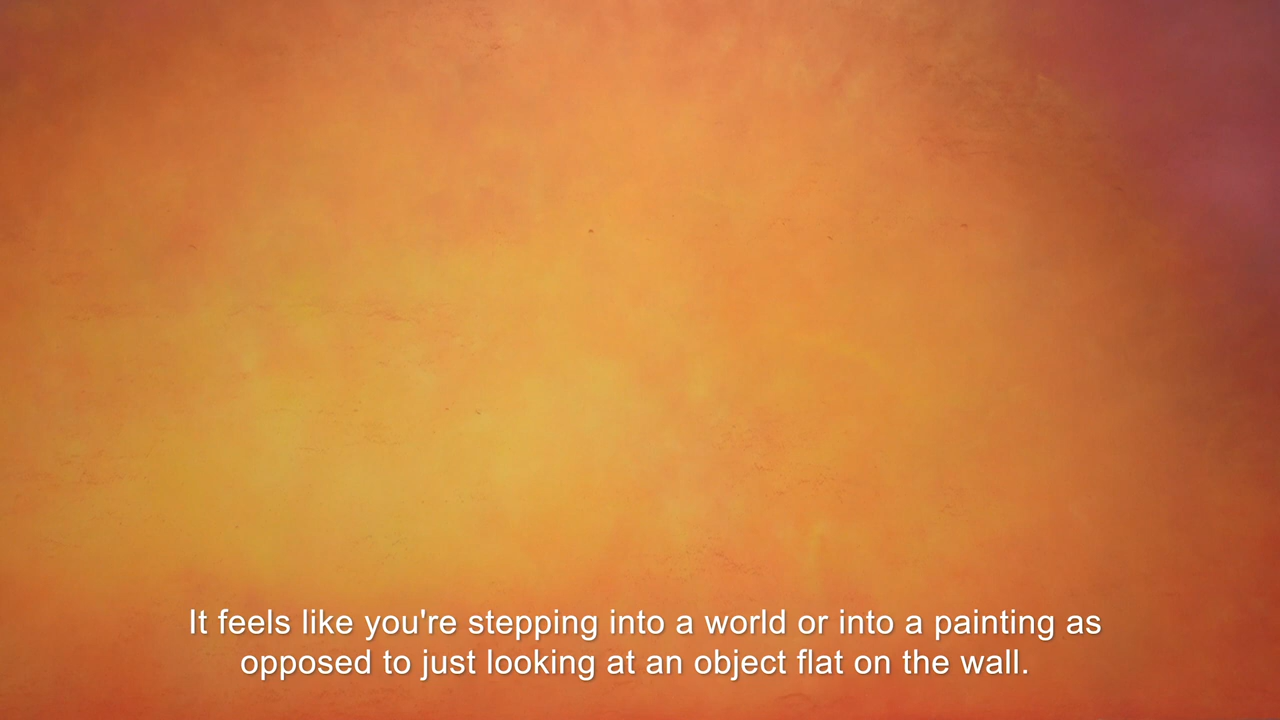 It feels like you're stepping into a world or into a painting as
opposed to just looking at an object flat on the wall.